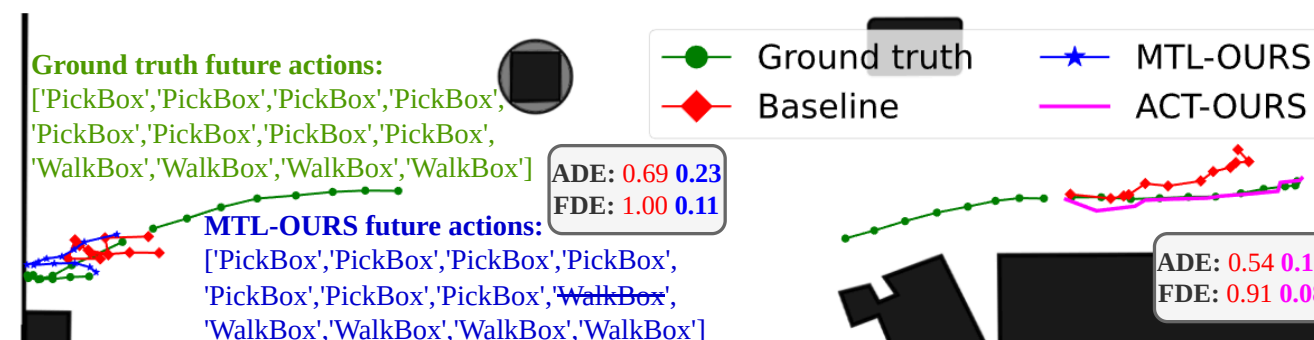 Ground truth future actions:
['PickBox','PickBox','PickBox','PickBox',
'PickBox','PickBox','PickBox','PickBox',
'WalkBox','WalkBox','WalkBox','WalkBox']
Ground truth
MTL-OURS
Baseline
ACT-OURS
ADE: 0.69 0.23
FDE: 1.00 0.11
MTL-OURS future actions:
['PickBox','PickBox','PickBox','PickBox',
'PickBox','PickBox','PickBox','WalkBox',
'WalkBox','WalkBox','WalkBox','WalkBox']
ADE: 0.54
FDE: 0.91